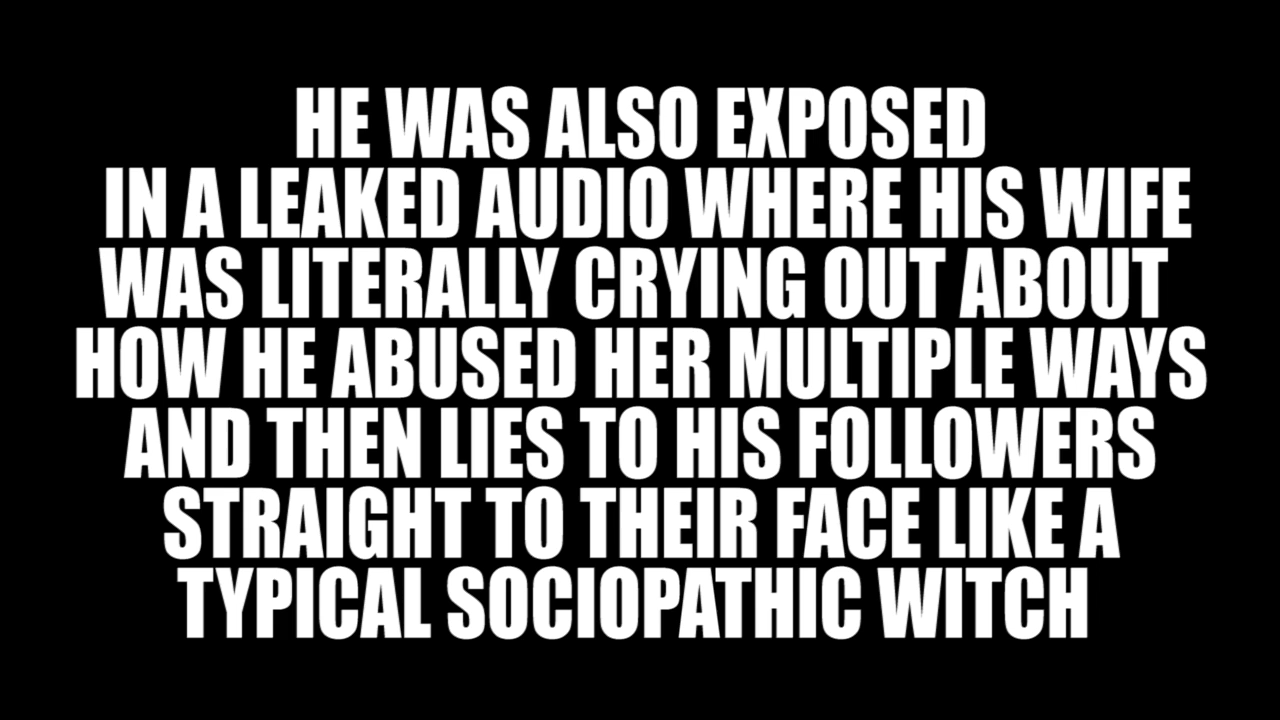 HE WAS ALSO EXPOSED
IN A LEAKED AUDIO WHERE HIS WIFE
WAS LITERALLY CRYING OUT ABOUT
HOW HE ABUSED HER MULTIPLE WAYS
AND THEN LIES TO HIS FOLLOWERS
STRAIGHT TO THEIR FACE LIKE A
TYPICAL SOCIOPATHIC WITCH